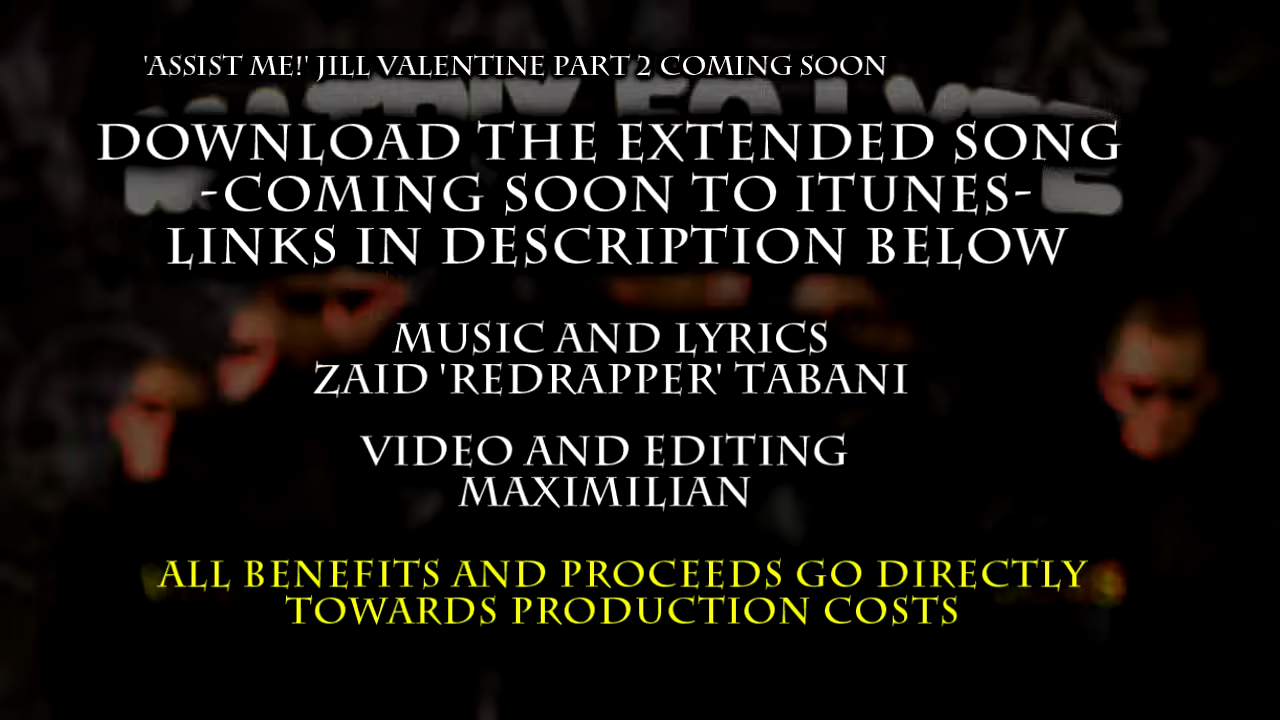 'ASSIST ME!' JILL VALENTINE PART 2 COMING SOON
DOWNLOAD THE EXTENDED SONG
-COMING SOON TO ITUNES-
LINKS IN DESCRIPTION BELOW
MUSIC AND LYRICS
ZAID 'REDRAPPER' TABANI
VIDEO AND EDITING
MAXIMILIAN
ALL BENEFITS AND PROCEEDS GO DIRECTLY
TOWARDS PRODUCTION COSTS